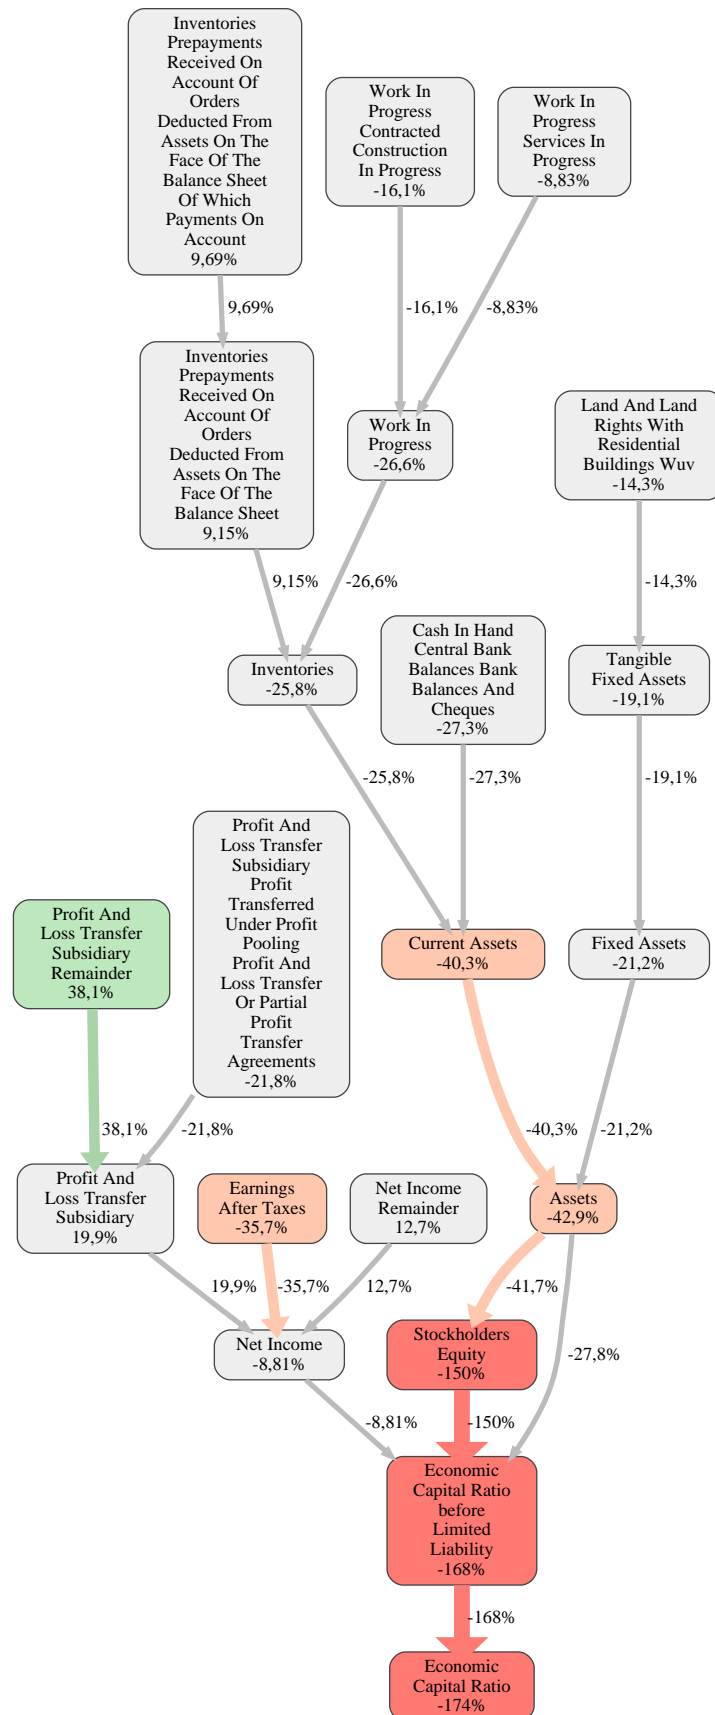 Inventories
Prepayments
Received On
Account Of
Orders
Deducted From
Assets On The
Face Of The
Balance Sheet
Of Which
Payments On
Account
9,69%
Work In
Progress
Contracted
Construction
In Progress
-16,1%
Work In
Progress
Services In
Progress
-8,83%
9,69%
-16,1%
-8,83%
Inventories
Prepayments
Received On
Account Of
Orders
Deducted From
Assets On The
Face Of The
Balance Sheet
9,15%
Work In
Progress
-26,6%
Land And Land
Rights With
Residential
Buildings Wuv
-14,3%
9,15%
-26,6%
-14,3%
Inventories
-25,8%
Cash In Hand
Central Bank
Balances Bank
Balances And
Cheques
-27,3%
Tangible
Fixed Assets
-19,1%
-25,8%
-27,3%
-19,1%
Profit And
Loss Transfer
Subsidiary
Remainder
38,1%
Profit And
Loss Transfer
Subsidiary
Profit
Transferred
Under Profit
Pooling
Profit And
Loss Transfer
Or Partial
Profit
Transfer
Agreements
-21,8%
Current Assets
-40,3%
Fixed Assets
-21,2%
38,1%
-21,8%
-40,3%
-21,2%
Profit And
Loss Transfer
Subsidiary
19,9%
Earnings
After Taxes
-35,7%
Net Income
Remainder
12,7%
Assets
-42,9%
19,9%
-35,7%
12,7%
-41,7%
-27,8%
Net Income
-8,81%
Stockholders
Equity
-150%
-8,81%
-150%
Economic
Capital Ratio
before
Limited
Liability
-168%
-168%
Economic
Capital Ratio
-174%